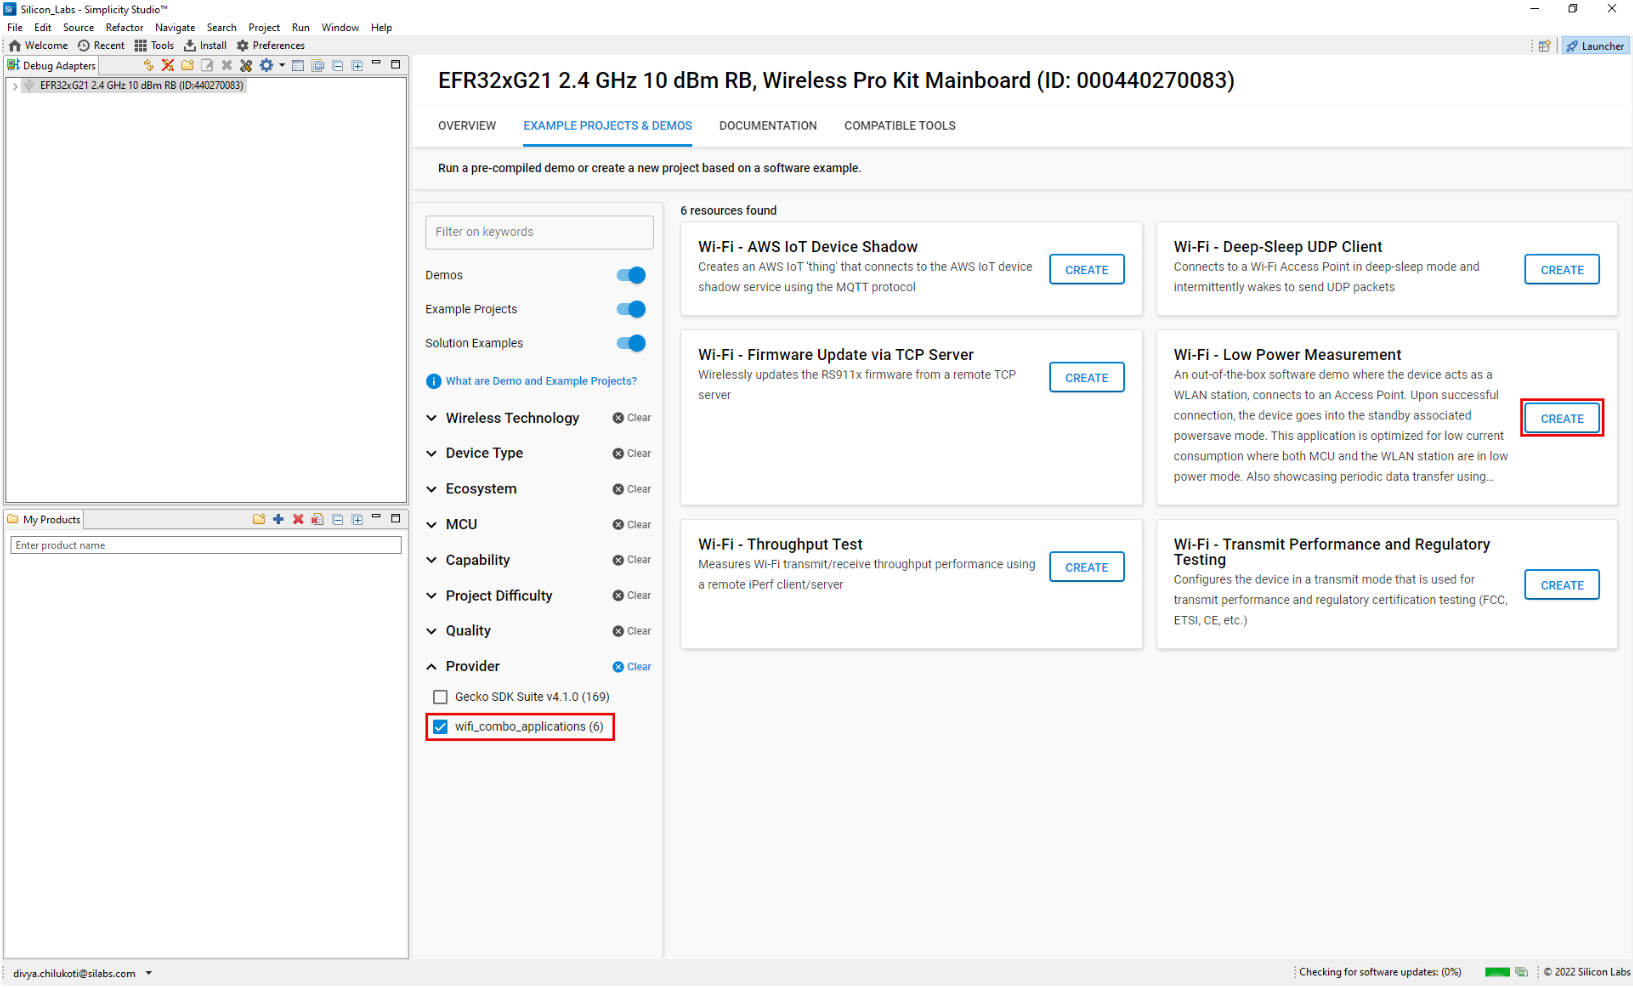 Silicon_Labs - Simplicity Studio™
File Edit Source Refactor Navigate Search Project Run Window Help
Welcome Recent Tools Install Preferences
Launcher
Debug Adapters
EFR32xG21 2.4 GHz 10 dBm RB (ID:440270083)
My Products
Enter product name
EFR32xG21 2.4 GHz 10 dBm RB, Wireless Pro Kit Mainboard (ID: 000440270083)
OVERVIEW EXAMPLE PROJECTS & DEMOS DOCUMENTATION COMPATIBLE TOOLS
Run a pre-compiled demo or create a new project based on a software example.
Filter on keywords
Demos
Example Projects
Solution Examples
What are Demo and Example Projects?
Wireless Technology Clear
Device Type Clear
Ecosystem Clear
MCU Clear
Capability Clear
Project Difficulty Clear
Quality Clear
Provider Clear
Gecko SDK Suite v4.1.0 (169)
wifi_combo_applications (6)
6 resources found
Wi-Fi - AWS IoT Device Shadow
Creates an AWS IoT 'thing' that connects to the AWS IoT device
shadow service using the MQTT protocol
CREATE
Wi-Fi - Deep-Sleep UDP Client
Connects to a Wi-Fi Access Point in deep-sleep mode and
intermittently wakes to send UDP packets
CREATE
Wi-Fi - Firmware Update via TCP Server
Wirelessly updates the RS911x firmware from a remote TCP
server
CREATE
Wi-Fi - Low Power Measurement
An out-of-the-box software demo where the device acts as a
WLAN station, connects to an Access Point. Upon successful
connection, the device goes into the standby associated
powersave mode. This application is optimized for low current
consumption where both MCU and the WLAN station are in low
power mode. Also showcasing periodic data transfer using...
CREATE
Wi-Fi - Throughput Test
Measures Wi-Fi transmit/receive throughput performance using
a remote iPerf client/server
CREATE
Wi-Fi - Transmit Performance and Regulatory
Testing
Configures the device in a transmit mode that is used for
transmit performance and regulatory certification testing (FCC,
ETSI, CE, etc.)
CREATE
divya.chilukoti@silabs.com
Checking for software updates: (0%)
© 2022 Silicon Labs